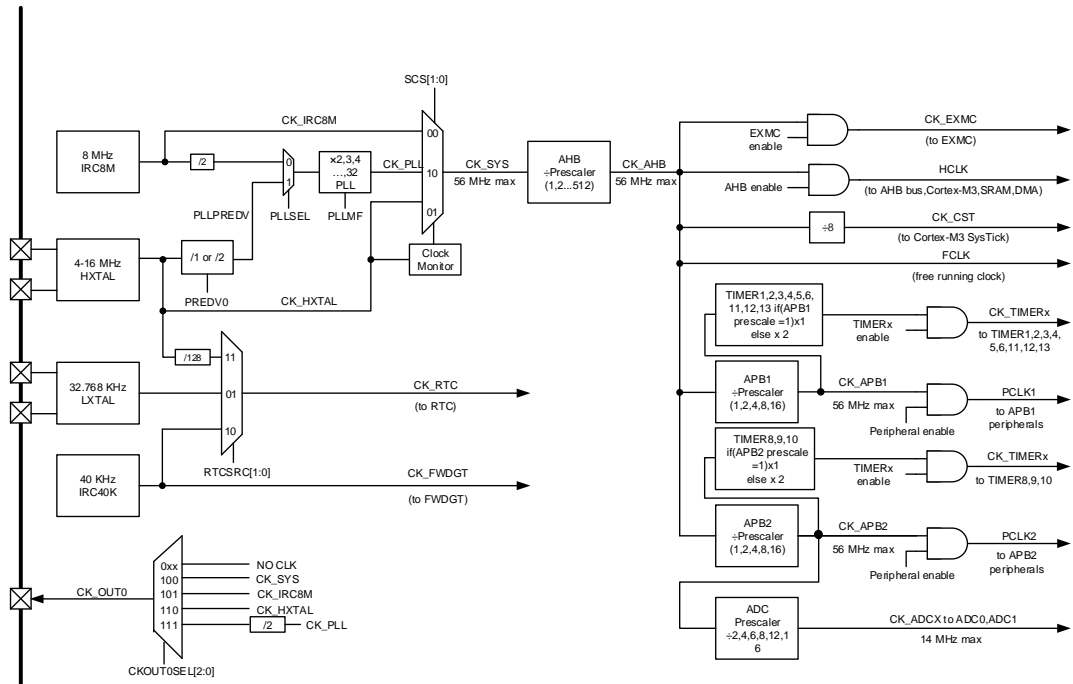 SCS[1:0]
CK_IRC8M
00
8 MHz
IRC8M
/2
0
1
×2,3,4
…,32
PLL
CK_PLL
10
01
CK_SYS
56 MHz max
AHB
÷Prescaler
(1,2...512)
CK_AHB
56 MHz max
EXMC
enable
CK_EXMC
(to EXMC)
AHB enable
HCLK
(to AHB bus,Cortex-M3,SRAM,DMA)
÷8
CK_CST
(to Cortex-M3 SysTick)
FCLK
(free running clock)
PLLPREDV
PLLSEL
PLLMF
4-16 MHz
HXTAL
/1 or /2
PREDV0
Clock
Monitor
CK_HXTAL
TIMER1,2,3,4,5,6,
11,12,13 if(APB1
prescale =1)x1
else x 2
TIMERx
enable
CK_TIMERx
to TIMER1,2,3,4,
5,6,11,12,13
/128
11
01
10
32.768 KHz
LXTAL
CK_RTC
(to RTC)
APB1
÷Prescaler
(1,2,4,8,16)
CK_APB1
56 MHz max
Peripheral enable
PCLK1
to APB1
peripherals
RTCSRC[1:0]
40 KHz
IRC40K
CK_FWDGT
(to FWDGT)
TIMER8,9,10
if(APB2 prescale
=1)x1
else x 2
TIMERx
enable
CK_TIMERx
to TIMER8,9,10
APB2
÷Prescaler
(1,2,4,8,16)
CK_APB2
56 MHz max
Peripheral enable
PCLK2
to APB2
peripherals
CK_OUT0
0xx
NO CLK
100
CK_SYS
101
CK_IRC8M
110
CK_HXTAL
111
/2
CK_PLL
CKOUT0SEL[2:0]
ADC
Prescaler
÷2,4,6,8,12,1
6
CK_ADCX to ADC0,ADC1
14 MHz max